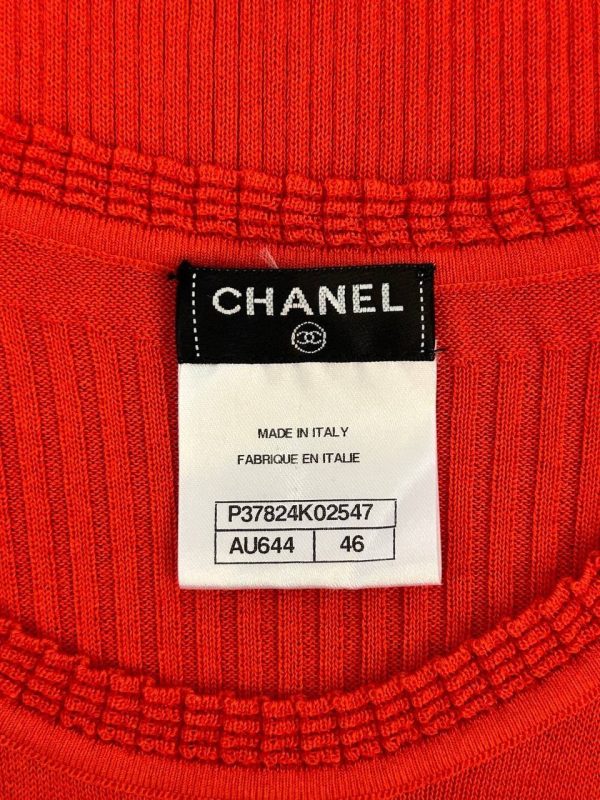 CHANEL
MADE IN ITALY
FABRIQUE EN ITALIE
P37824K02547
AU644 46